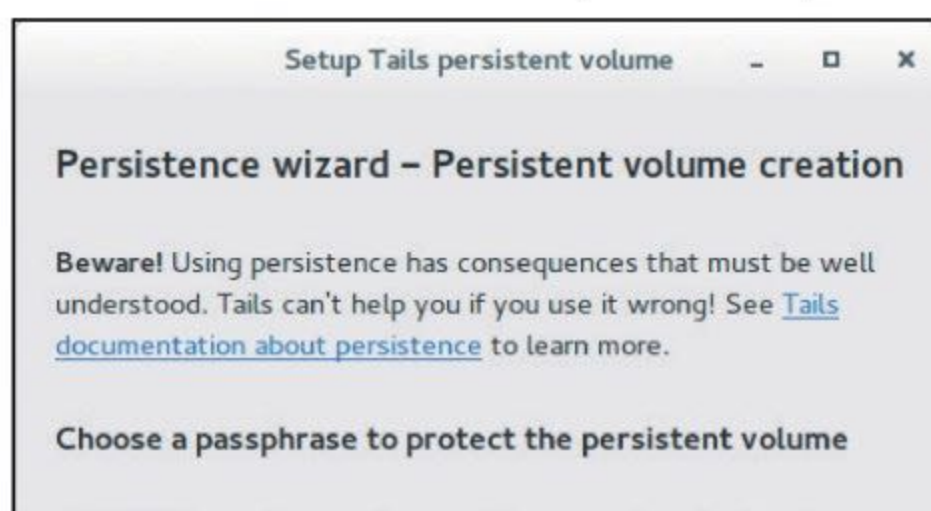 Setup Tails persistent volume
Persistence wizard – Persistent volume creation
Beware! Using persistence has consequences that must be well
understood. Tails can't help you if you use it wrong! See Tails
documentation about persistence to learn more.
Choose a passphrase to protect the persistent volume